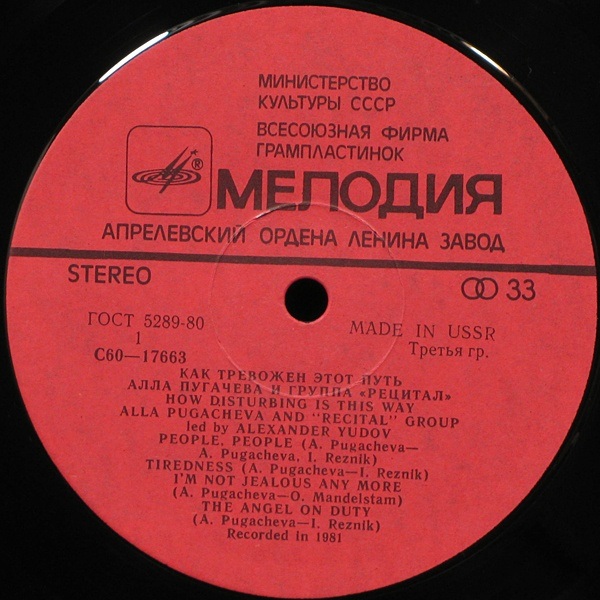 МИНИСТЕРСТВО
КУЛЬТУРЫ СССР
ВСЕСОЮЗНАЯ ФИРМА
ГРАМПЛАСТИНОК
®
МЕЛОДИЯ
АПРЕЛЕВСКИЙ ОРДЕНА ЛЕНИНА ЗАВОД
STEREO
33
ГОСТ 5289-80
MADE IN USSR
1
Третья гр.
С60—17663
КАК ТРЕВОЖЕН ЭТОТ ПУТЬ
АЛЛА ПУГАЧЕВА И ГРУППА «РЕЦИТАЛ»
HOW DISTURBING IS THIS WAY
ALLA PUGACHEVA AND "RECITAL" GROUP
led by ALEXANDER YUDOV
PEOPLE, PEOPLE (A. Pugacheva—
A. Pugacheva, I. Reznik)
TIREDNESS (A. Pugacheva—I. Reznik)
I'M NOT JEALOUS ANY MORE
(A. Pugacheva—O. Mandelstam)
THE ANGEL ON DUTY
(A. Pugacheva—I. Reznik)
Recorded in 1981